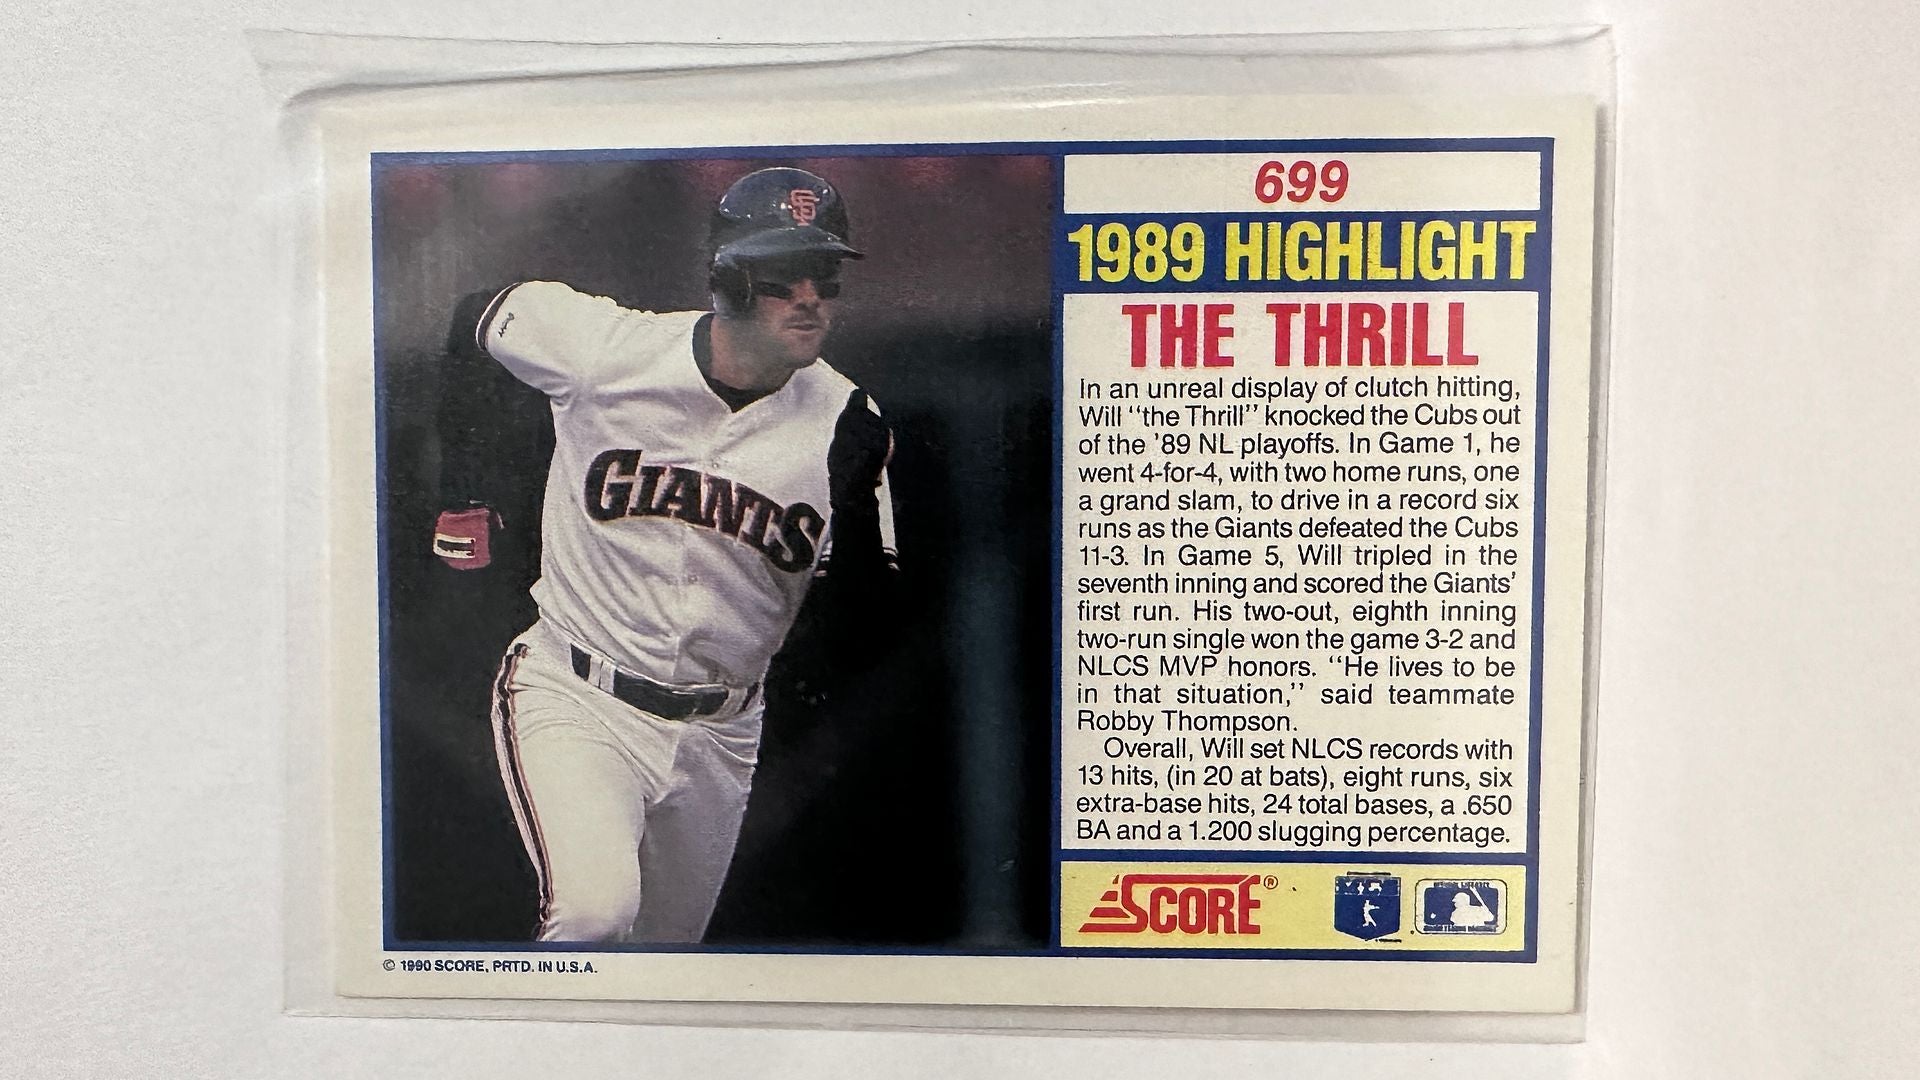 699
1989 HIGHLIGHT
THE THRILL
In an unreal display of clutch hitting,
Will "the Thrill" knocked the Cubs out
of the '89 NL playoffs. In Game 1, he
went 4-for-4, with two home runs, one
a grand slam, to drive in a record six
runs as the Giants defeated the Cubs
11-3. In Game 5, Will tripled in the
seventh inning and scored the Giants'
first run. His two-out, eighth inning
two-run single won the game 3-2 and
NLCS MVP honors. "He lives to be
in that situation," said teammate
Robby Thompson.
Overall, Will set NLCS records with
13 hits, (in 20 at bats), eight runs, six
extra-base hits, 24 total bases, a .650
BA and a 1.200 slugging percentage.
SCORE®
SF
GIANTS
© 1990 SCORE, PRTD. IN U.S.A.